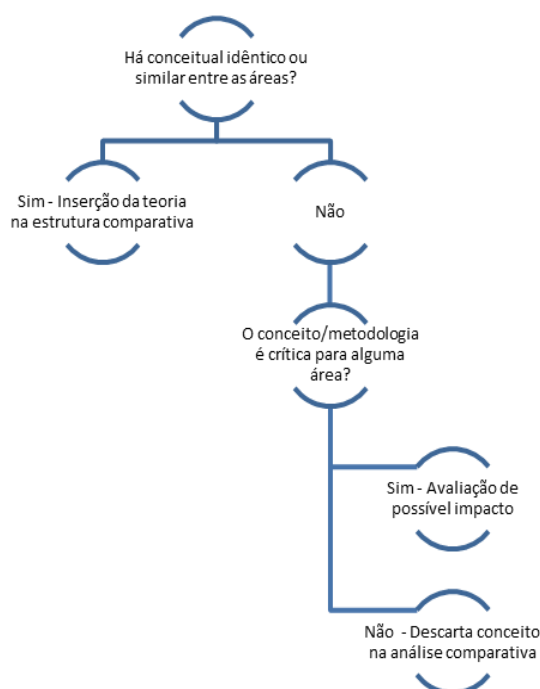 Há conceitual idêntico ou
similar entre as áreas?
Sim - Inserção da teoria
na estrutura comparativa
Não
O conceito/metodologia
é crítica para alguma
área?
Sim - Avaliação de
possível impacto
Não - Descarta conceito
na análise comparativa